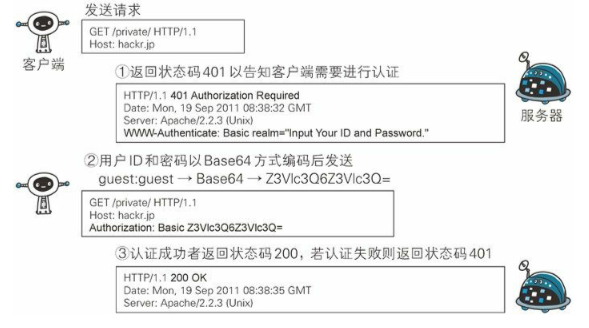 发送请求
GET /private/ HTTP/1.1
Host: hackr.jp
客户端
①返回状态码401以告知客户端需要进行认证
HTTP/1.1 401 Authorization Required
Date: Mon, 19 Sep 2011 08:38:32 GMT
Server: Apache/2.2.3 (Unix)
WWW-Authenticate: Basic realm="Input Your ID and Password."
服务器
②用户ID和密码以Base64方式编码后发送
guest:guest → Base64 → Z3Vlc3Q6Z3Vlc3Q=
GET /private/ HTTP/1.1
Host: hackr.jp
Authorization: Basic Z3Vlc3Q6Z3Vlc3Q=
③认证成功者返回状态码200，若认证失败则返回状态码401
HTTP/1.1 200 OK
Date: Mon, 19 Sep 2011 08:38:35 GMT
Server: Apache/2.2.3 (Unix)